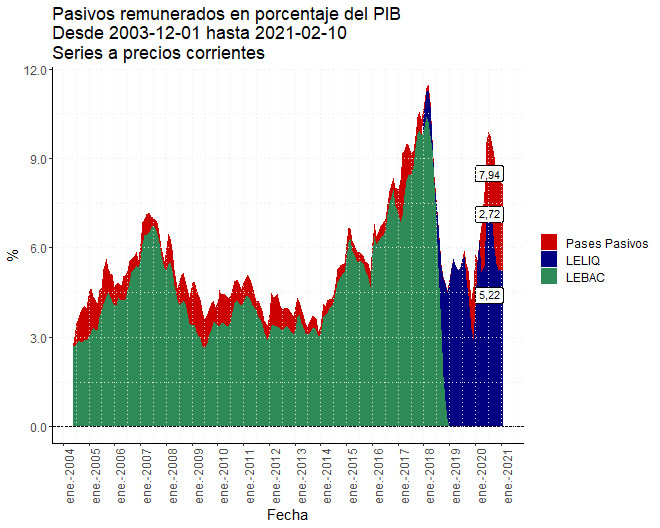 Pasivos remunerados en porcentaje del PIB
Desde 2003-12-01 hasta 2021-02-10
Series a precios corrientes
12.0
9.0
6.0
3.0
0.0
%
7,94
2,72
5,22
Pases Pasivos
LELIQ
LEBAC
ene.-2004
ene.-2005
ene.-2006
ene.-2007
ene.-2008
ene.-2009
ene.-2010
ene.-2011
ene.-2012
ene.-2013
ene.-2014
ene.-2015
ene.-2016
ene.-2017
ene.-2018
ene.-2019
ene.-2020
ene.-2021
Fecha